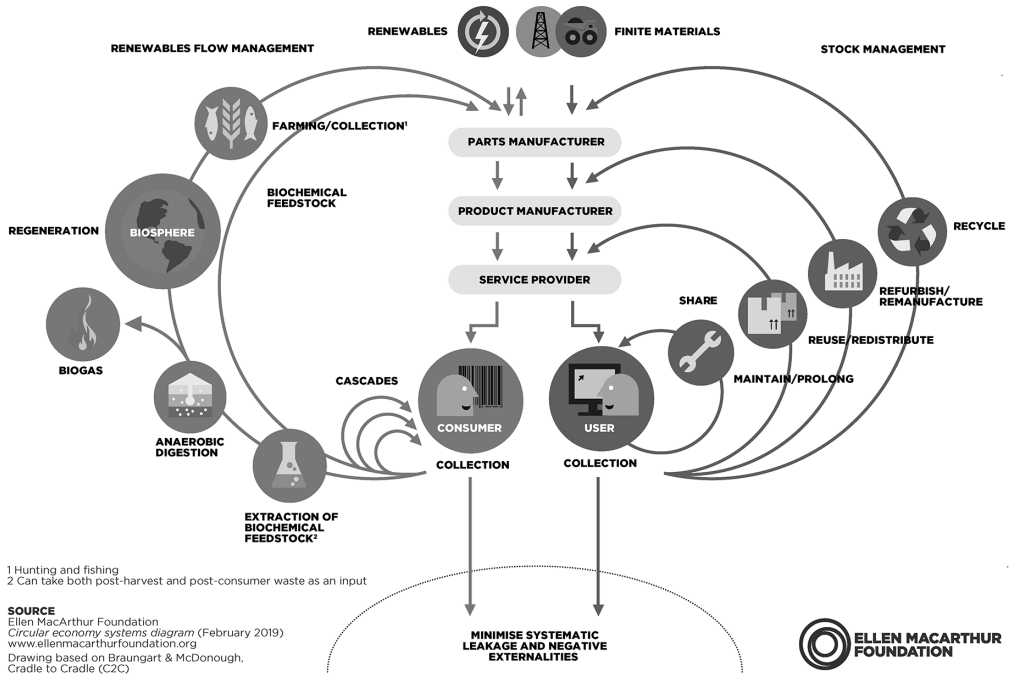 RENEWABLES
FINITE MATERIALS
RENEWABLES FLOW MANAGEMENT
STOCK MANAGEMENT
FARMING/COLLECTION¹
PARTS MANUFACTURER
BIOCHEMICAL
FEEDSTOCK
PRODUCT MANUFACTURER
REGENERATION
BIOSPHERE
RECYCLE
SERVICE PROVIDER
SHARE
REFURBISH/
REMANUFACTURE
REUSE/REDISTRIBUTE
BIOGAS
CASCADES
MAINTAIN/PROLONG
CONSUMER
USER
ANAEROBIC
DIGESTION
COLLECTION
COLLECTION
EXTRACTION OF
BIOCHEMICAL
FEEDSTOCK²
1 Hunting and fishing
2 Can take both post-harvest and post-consumer waste as an input
SOURCE
Ellen MacArthur Foundation
Circular economy systems diagram (February 2019)
www.ellenmacarthurfoundation.org
Drawing based on Braungart & McDonough,
Cradle to Cradle (C2C)
MINIMISE SYSTEMATIC
LEAKAGE AND NEGATIVE
EXTERNALITIES
ELLEN MACARTHUR
FOUNDATION